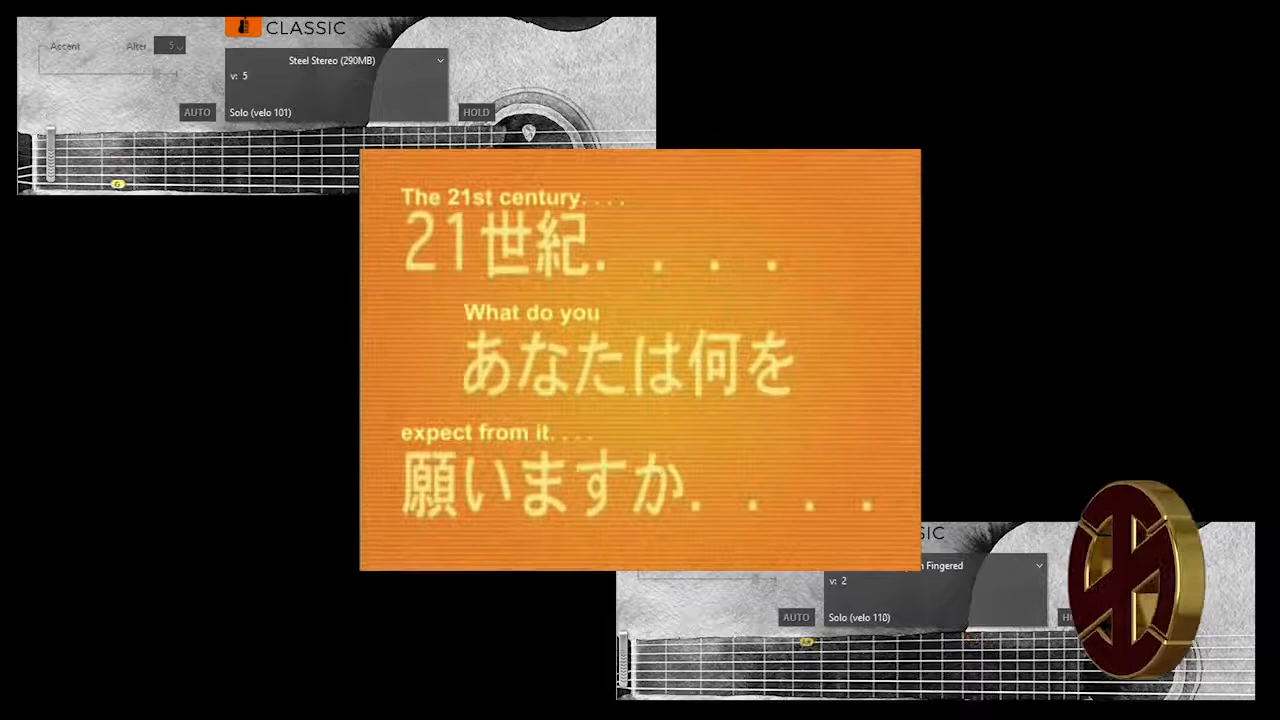 CLASSIC
Accent
Alter
5
Steel Stereo (290MB)
v: 5
AUTO
Solo (velo 101)
HOLD
G
The 21st century. . . .
21世紀. . . .
What do you
あなたは何を
expect from it. . . .
願いますか. . . .
SIC
Fingered
v: 2
AUTO
Solo (velo 110)